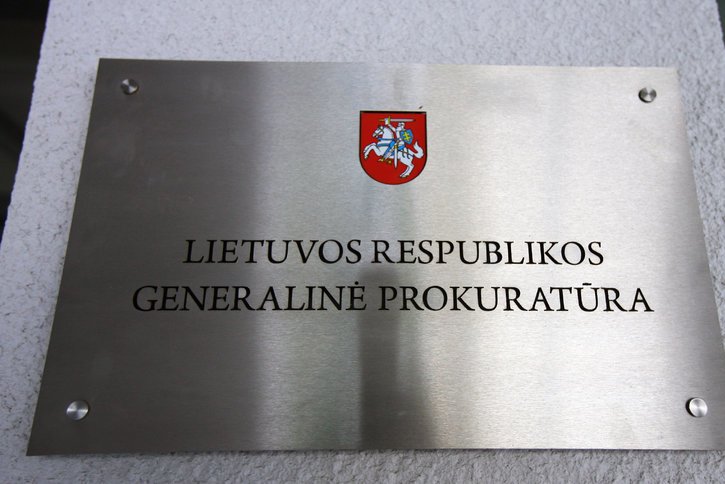 LIETUVOS RESPUBLIKOS
GENERALINĖ PROKURATŪRA